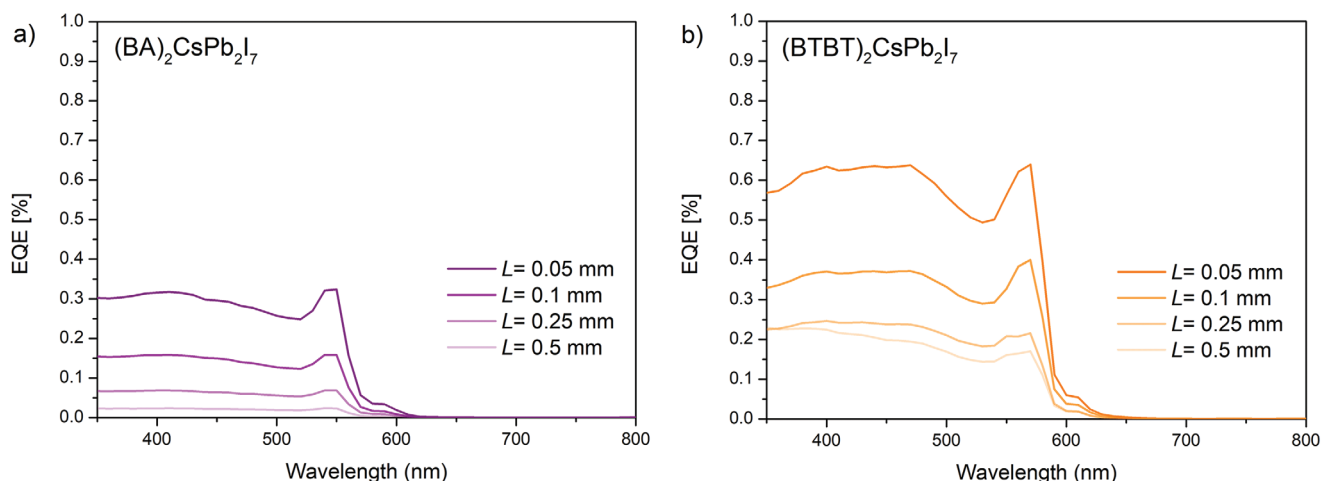 a)
(BA)₂CsPb₂I₇
EQE [%]
1.0
0.9
0.8
0.7
0.6
0.5
0.4
0.3
0.2
0.1
0.0
L= 0.05 mm
L= 0.1 mm
L= 0.25 mm
L= 0.5 mm
400 500 600 700 800
Wavelength (nm)
b)
(BTBT)₂CsPb₂I₇
EQE [%]
1.0
0.9
0.8
0.7
0.6
0.5
0.4
0.3
0.2
0.1
0.0
L= 0.05 mm
L= 0.1 mm
L= 0.25 mm
L= 0.5 mm
400 500 600 700 800
Wavelength (nm)